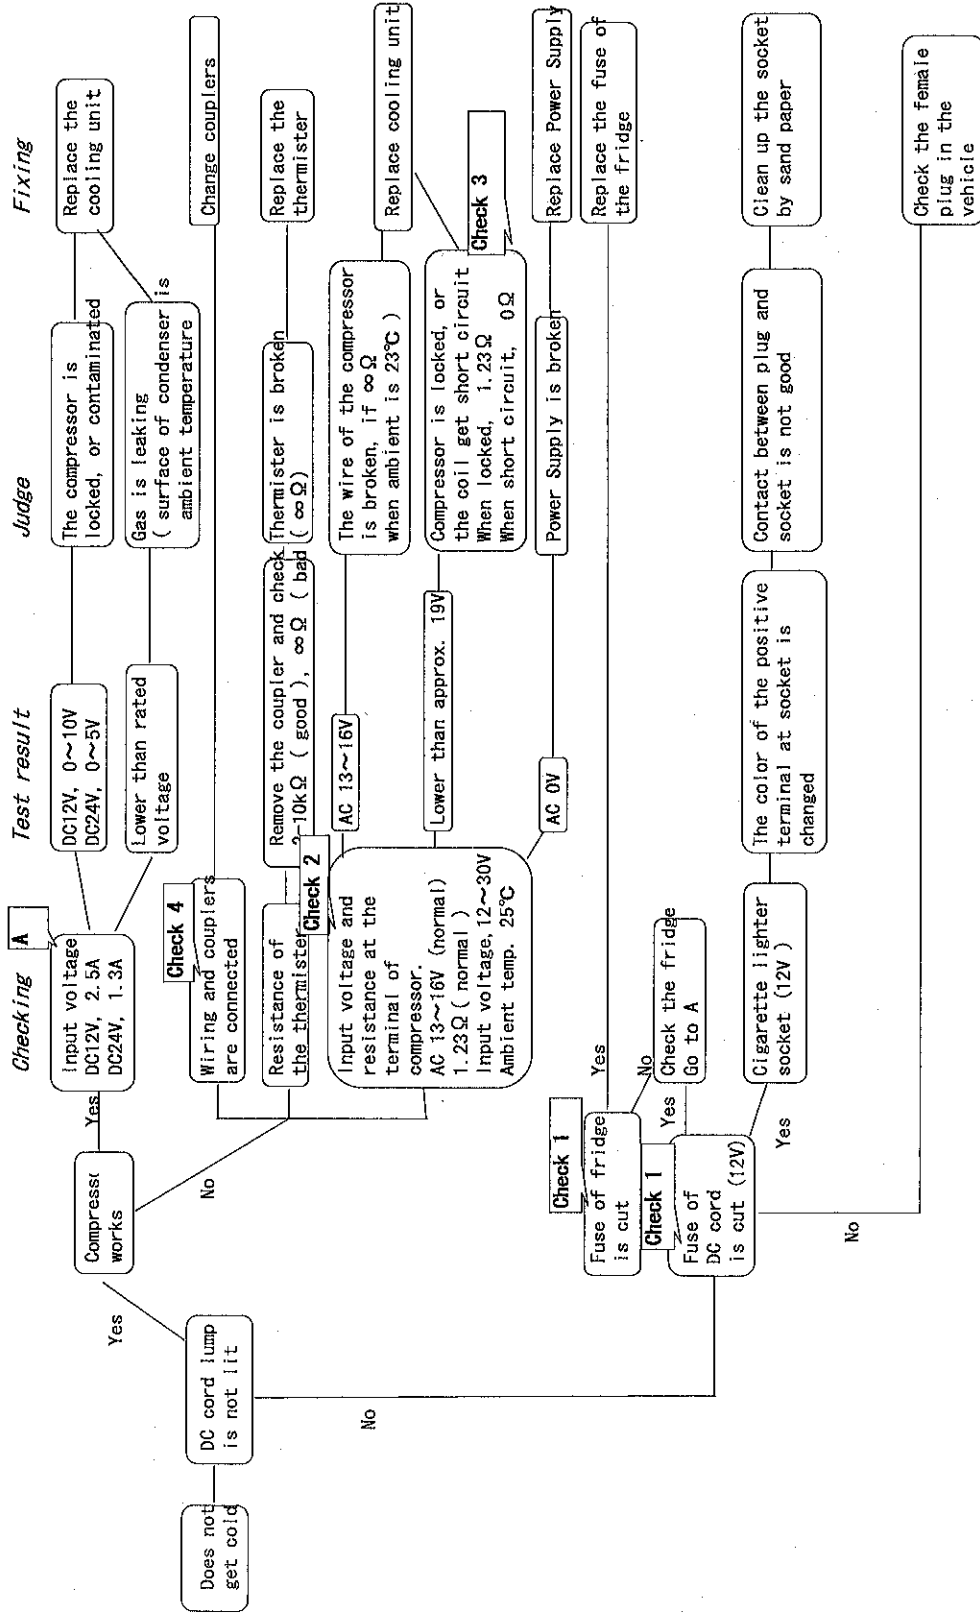 Checking
Test result
Judge
Fixing
Does not
get cold
DC cord lump
is not lit
Yes
No
Compress
works
Yes
No
A
Input voltage
DC12V, 2.5A
DC24V, 1.3A
DC12V, 0~10V
DC24V, 0~5V
The compressor is
locked, or contaminated
Replace the
cooling unit
Lower than rated
voltage
Gas is leaking
( surface of condenser is
ambient temperature
Check 4
Wiring and couplers
are connected
Change couplers
Resistance of
the thermister
Remove the coupler and check
10kΩ ( good ), ∞Ω ( bad
Thermister is broken
( ∞Ω)
Replace the
thermister
Check 2
Input voltage and
resistance at the
terminal of
compressor.
AC 13~16V (normal)
1.23Ω ( normal )
Input voltage, 12~30V
Ambient temp. 25℃
AC 13~16V
The wire of the compressor
is broken, if ∞Ω
when ambient is 23℃ )
Replace cooling unit
Lower than approx. 19V
Compressor is locked, or
the coil get short circuit
When locked, 1.23Ω
When short circuit, 0Ω
Check 3
AC 0V
Power Supply is broken
Replace Power Supply
Check 1
Fuse of fridge
is cut
Yes
No
Replace the fuse of
the fridge
Check 1
Fuse of
DC cord
is cut (12V)
Yes
Check the fridge
Go to A
Yes
No
Cigarette lighter
socket (12V)
The color of the positive
terminal at socket is
changed
Contact between plug and
socket is not good
Clean up the socket
by sand paper
Check the female
plug in the
vehicle